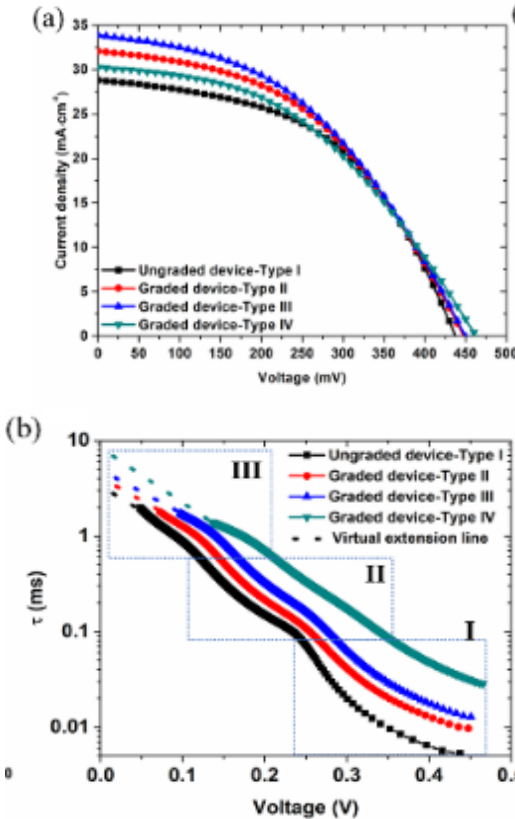 (a)
35
30
25
20
15
10
5
0
Current density (mA·cm⁻²)
Ungraded device-Type I
Graded device-Type II
Graded device-Type III
Graded device-Type IV
0 50 100 150 200 250 300 350 400 450 500
Voltage (mV)
(b)
10
1
0.1
0.01
τ (ms)
III
II
I
Ungraded device-Type I
Graded device-Type II
Graded device-Type III
Graded device-Type IV
Virtual extension line
0.0 0.1 0.2 0.3 0.4 0.5
Voltage (V)